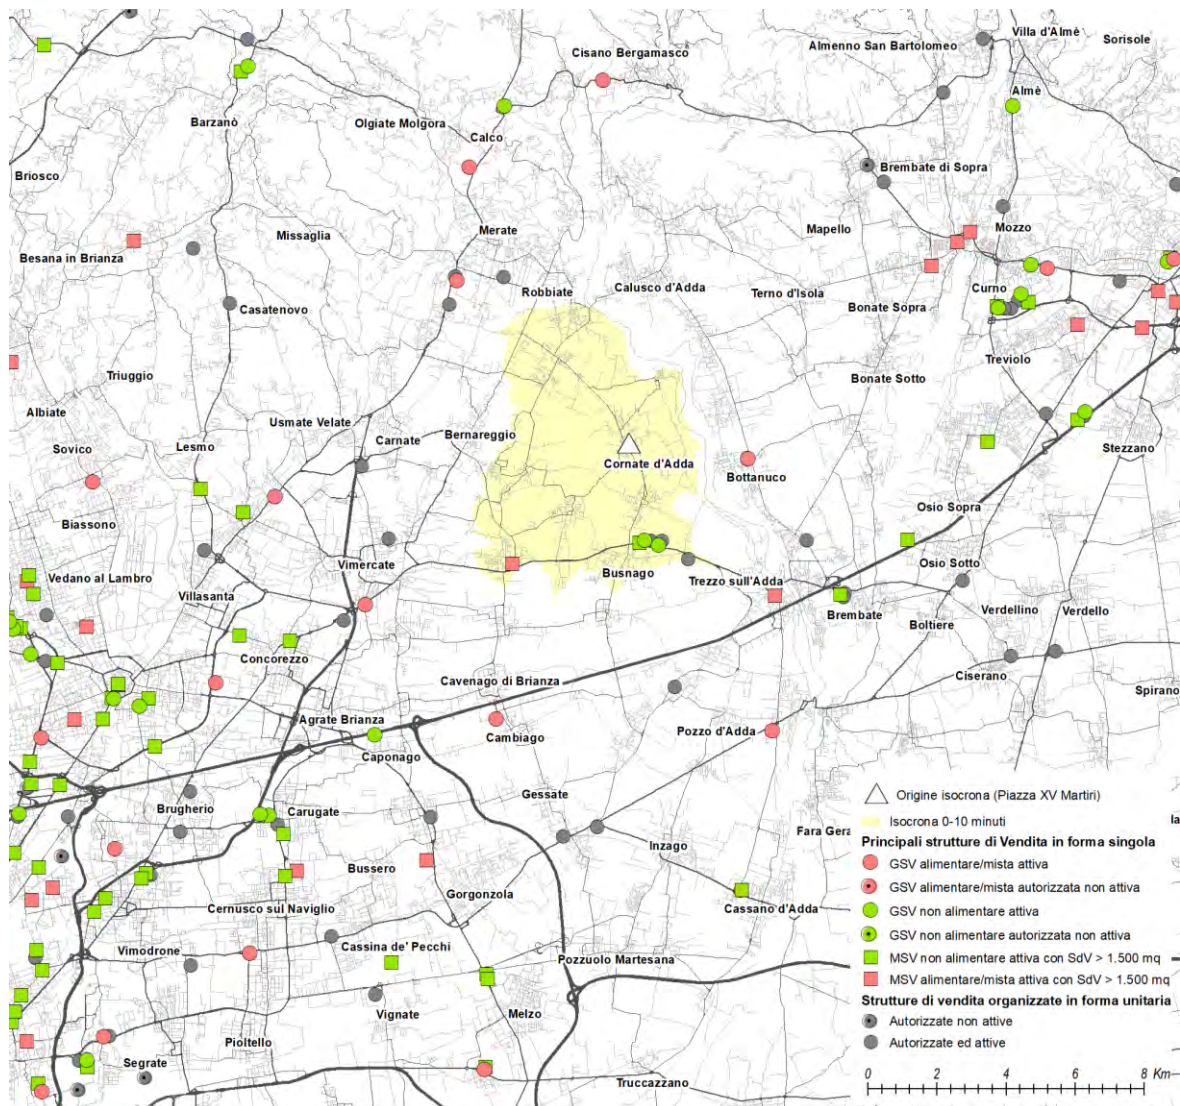 Cisano Bergamasco
Almenno San Bartolomeo
Villa d'Almè
Sorisole
Almè
Barzanò
Olgiate Molgora
Calco
Briosco
Brembate di Sopra
Merate
Mapello
Mozzo
Missaglia
Besana in Brianza
Robbiate
Calusco d'Adda
Terno d'Isola
Curno
Casatenovo
Bonate Sopra
Treviolo
Triuggio
Bonate Sotto
Albiate
Usmate Velate
Bernareggio
Carnate
Sovico
Lesmo
Stezzano
Cornate d'Adda
Bottanuco
Osio Sopra
Biassono
Vimercate
Osio Sotto
Vedano al Lambro
Busnago
Trezzo sull'Adda
Villasanta
Verdellino
Verdello
Brembate
Boltiere
Concorezzo
Ciserano
Cavenago di Brianza
Spirano
Agrate Brianza
Cambiago
Pozzo d'Adda
Caponago
Gessate
Brugherio
Carugate
Fara Gera
Inzago
Bussero
Gorgonzola
Cernusco sul Naviglio
Cassano d'Adda
Vimodrone
Cassina de' Pecchi
Pozzuolo Martesana
Vignate
Melzo
Pioltello
Segrate
Truccazzano
Origine isocrona (Piazza XV Martiri)
Isocrona 0-10 minuti
la
Principali strutture di Vendita in forma singola
GSV alimentare/mista attiva
GSV alimentare/mista autorizzata non attiva
GSV non alimentare attiva
GSV non alimentare autorizzata non attiva
MSV non alimentare attiva con SdV > 1.500 mq
MSV alimentare/mista attiva con SdV > 1.500 mq
Strutture di vendita organizzate in forma unitaria
Autorizzate non attive
Autorizzate ed attive
0 2 4 6 8 Km